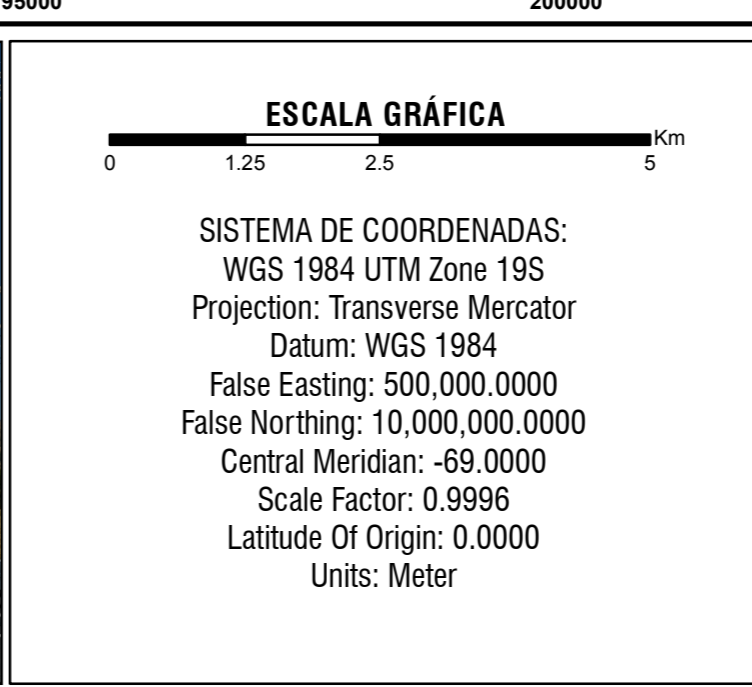 95000 200000
ESCALA GRÁFICA
Km
0 1.25 2.5 5
SISTEMA DE COORDENADAS:
WGS 1984 UTM Zone 19S
Projection: Transverse Mercator
Datum: WGS 1984
False Easting: 500,000.0000
False Northing: 10,000,000.0000
Central Meridian: -69.0000
Scale Factor: 0.9996
Latitude Of Origin: 0.0000
Units: Meter